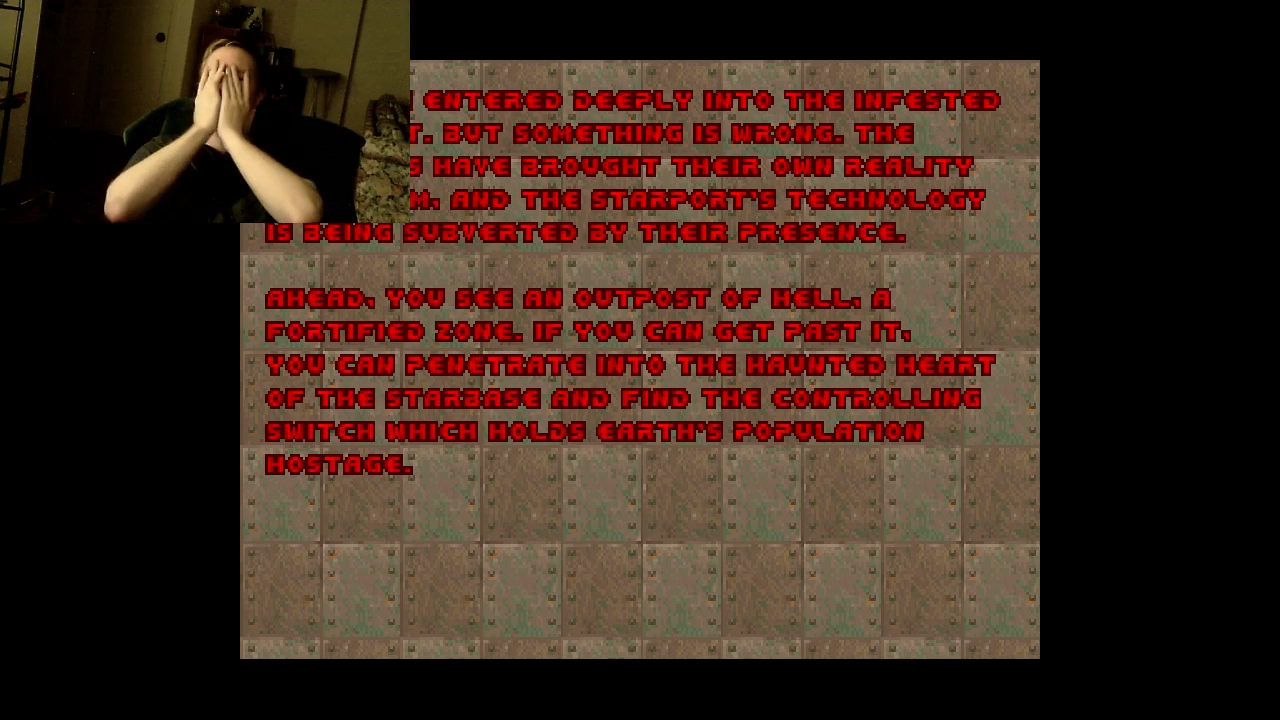 ENTERED DEEPLY INTO THE INFESTED
BUT SOMETHING IS WRONG. THE
HAVE BROUGHT THEIR OWN REALITY
AND THE STARPORT'S TECHNOLOGY
IS BEING SUBVERTED BY THEIR PRESENCE.
AHEAD, YOU SEE AN OUTPOST OF HELL, A
FORTIFIED ZONE. IF YOU CAN GET PAST IT,
YOU CAN PENETRATE INTO THE HAUNTED HEART
OF THE STARBASE AND FIND THE CONTROLLING
SWITCH WHICH HOLDS EARTH'S POPULATION
HOSTAGE.